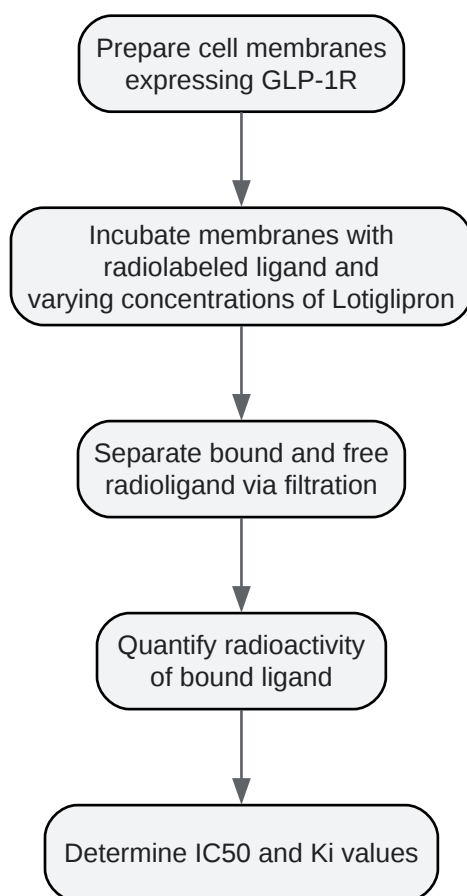 Prepare cell membranes
expressing GLP-1R
Incubate membranes with
radiolabeled ligand and
varying concentrations of Lotiglipron
Separate bound and free
radioligand via filtration
Quantify radioactivity
of bound ligand
Determine IC50 and Ki values